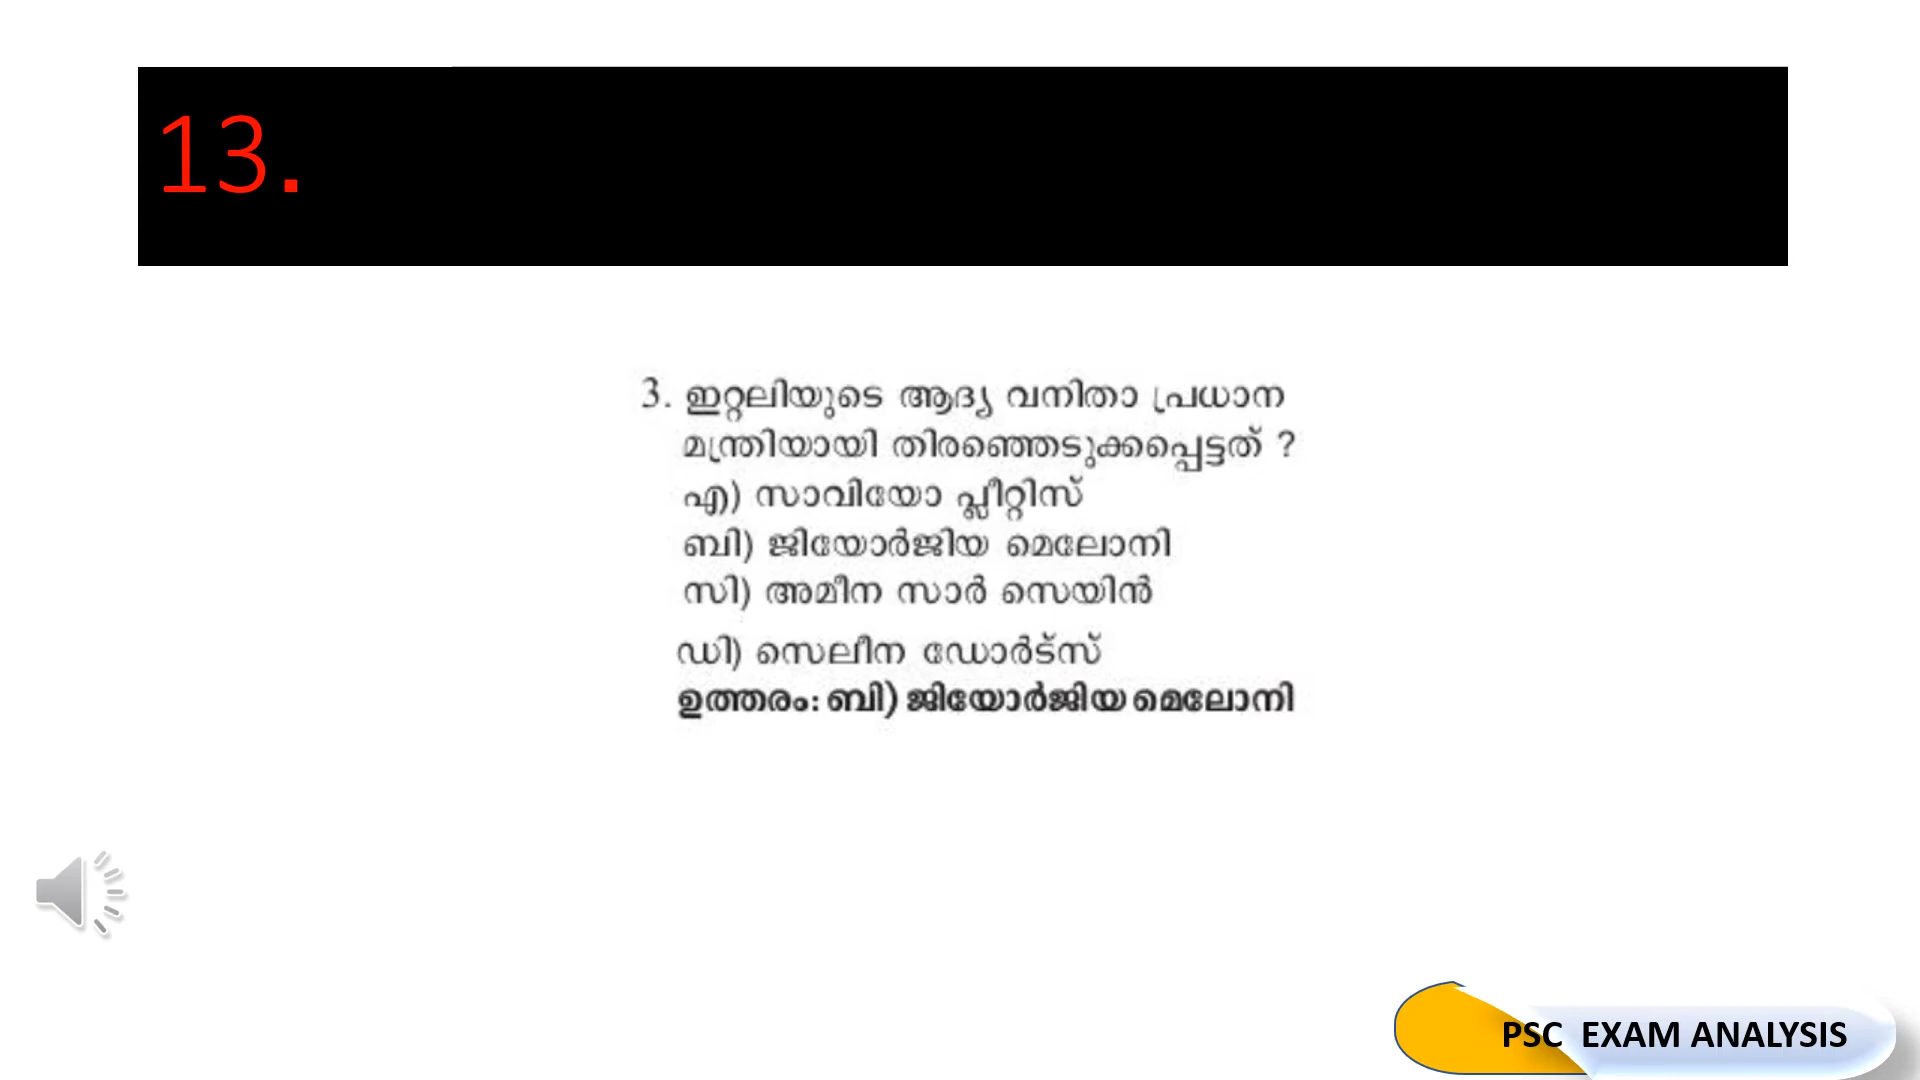 13.
3. ഇറ്റലിയുടെ ആദ്യ വനിതാ പ്രധാന
മന്ത്രിയായി തിരഞ്ഞെടുക്കപ്പെട്ടത് ?
എ) സാവിയോ പ്ലീറ്റിസ്
ബി) ജിയോർജിയ മെലോനി
സി) അമീന സാർ സെയിൻ
ഡി) സെലീന ഡോർട്സ്
ഉത്തരം: ബി) ജിയോർജിയ മെലോനി
PSC EXAM ANALYSIS